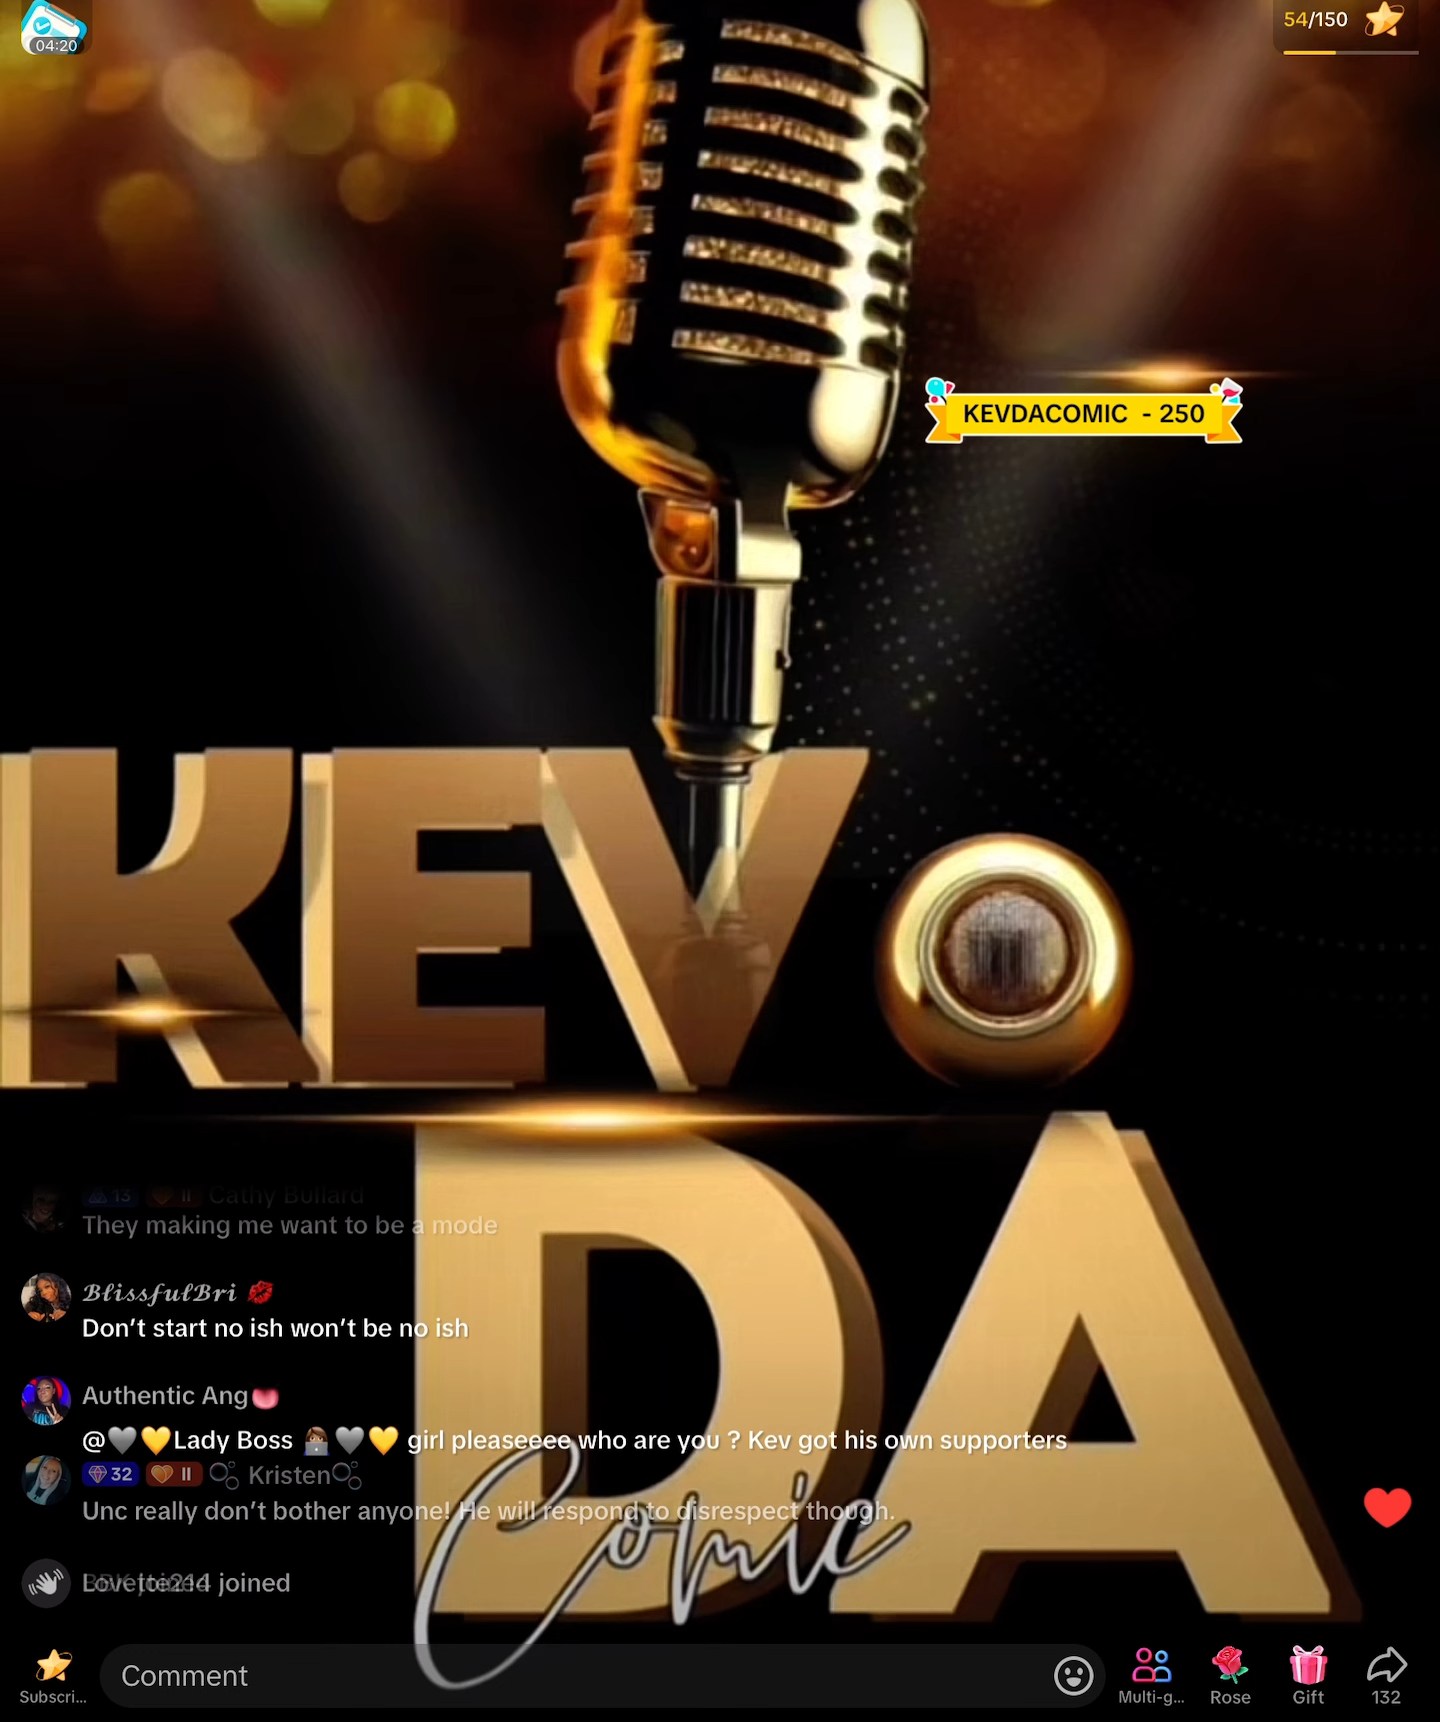 04:20
54/150
KEVDACOMIC - 250
KEV
DA
Comic
13 II Cathy Bullard
They making me want to be a mode
BlissfulBri 💋
Don't start no ish won't be no ish
Authentic Ang👅
@🩶💛Lady Boss 👩🏽‍💻🩶💛 girl pleaseeee who are you ? Kev got his own supporters
32 II 🫧 Kristen🫧
Unc really don't bother anyone! He will respond to disrespect though.
joined
Subscri...
Comment
Multi-g...
Rose
Gift
132